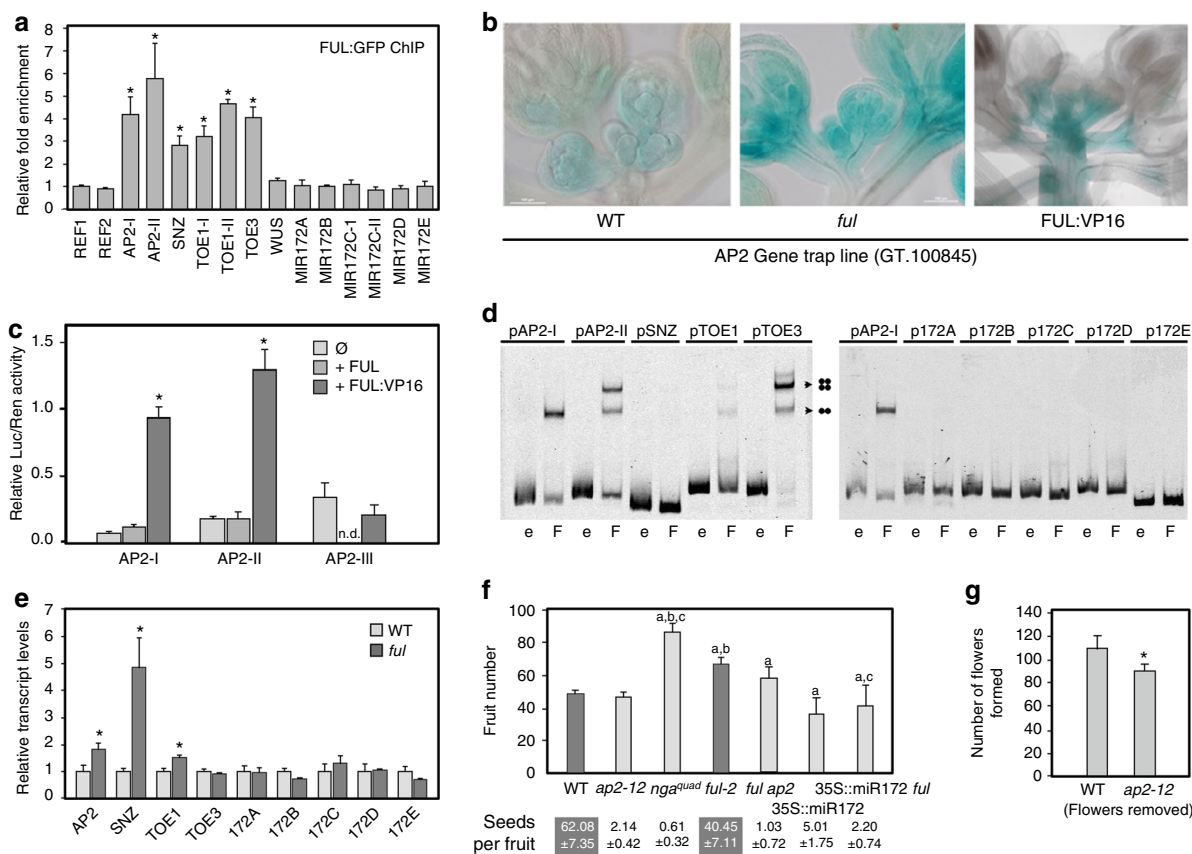 a
FUL:GFP ChIP
Relative fold enrichment
8
7
6
5
4
3
2
1
0
* * * * * *
REF1
REF2
AP2-I
AP2-II
SNZ
TOE1-I
TOE1-II
TOE3
WUS
MIR172A
MIR172B
MIR172C-1
MIR172C-II
MIR172D
MIR172E
b
WT
ful
FUL:VP16
AP2 Gene trap line (GT.100845)
c
Relative Luc/Ren activity
1.5
1.0
0.5
0.0
Ø
+ FUL
+ FUL:VP16
* *
n.d.
AP2-I AP2-II AP2-III
d
pAP2-I pAP2-II pSNZ pTOE1 pTOE3
e F e F e F e F e F
pAP2-I p172A p172B p172C p172D p172E
e F e F e F e F e F e F
e
Relative transcript levels
7
6
5
4
3
2
1
0
WT
ful
* * *
AP2
SNZ
TOE1
TOE3
172A
172B
172C
172D
172E
f
Fruit number
100
80
60
40
20
0
a,b,c
a,b
a
a
a,c
WT ap2-12 ngaquad ful-2 ful ap2 35S::miR172 ful
35S::miR172
Seeds per fruit
62.08 2.14 0.61 40.45 1.03 5.01 2.20
±7.35 ±0.42 ±0.32 ±7.11 ±0.72 ±1.75 ±0.74
g
Number of flowers formed
140
120
100
80
60
40
20
0
*
WT ap2-12
(Flowers removed)